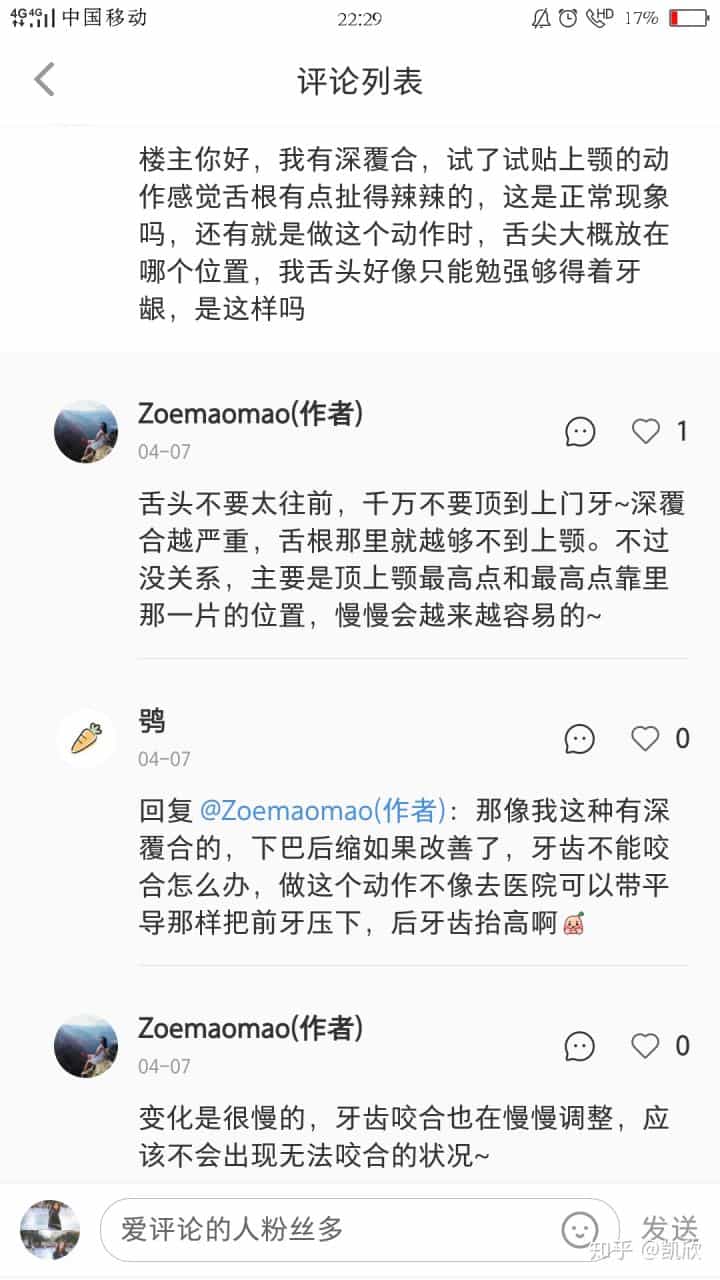 4G 4G 中国移动 22:29 HD 17%
评论列表
楼主你好，我有深覆合，试了试贴上颚的动
作感觉舌根有点扯得辣辣的，这是正常现象
吗，还有就是做这个动作时，舌尖大概放在
哪个位置，我舌头好像只能勉强够得着牙
龈，是这样吗
Zoemaomao(作者)
1
04-07
舌头不要太往前，千万不要顶到上门牙~深覆
合越严重，舌根那里就越够不到上颚。不过
没关系，主要是顶上颚最高点和最高点靠里
那一片的位置，慢慢会越来越容易的~
鸮
0
04-07
回复 @Zoemaomao(作者)：那像我这种有深
覆合的，下巴后缩如果改善了，牙齿不能咬
合怎么办，做这个动作不像去医院可以带平
导那样把前牙压下，后牙齿抬高啊
Zoemaomao(作者)
0
04-07
变化是很慢的，牙齿咬合也在慢慢调整，应
该不会出现无法咬合的状况~
爱评论的人粉丝多
发送
知乎 @凯欣